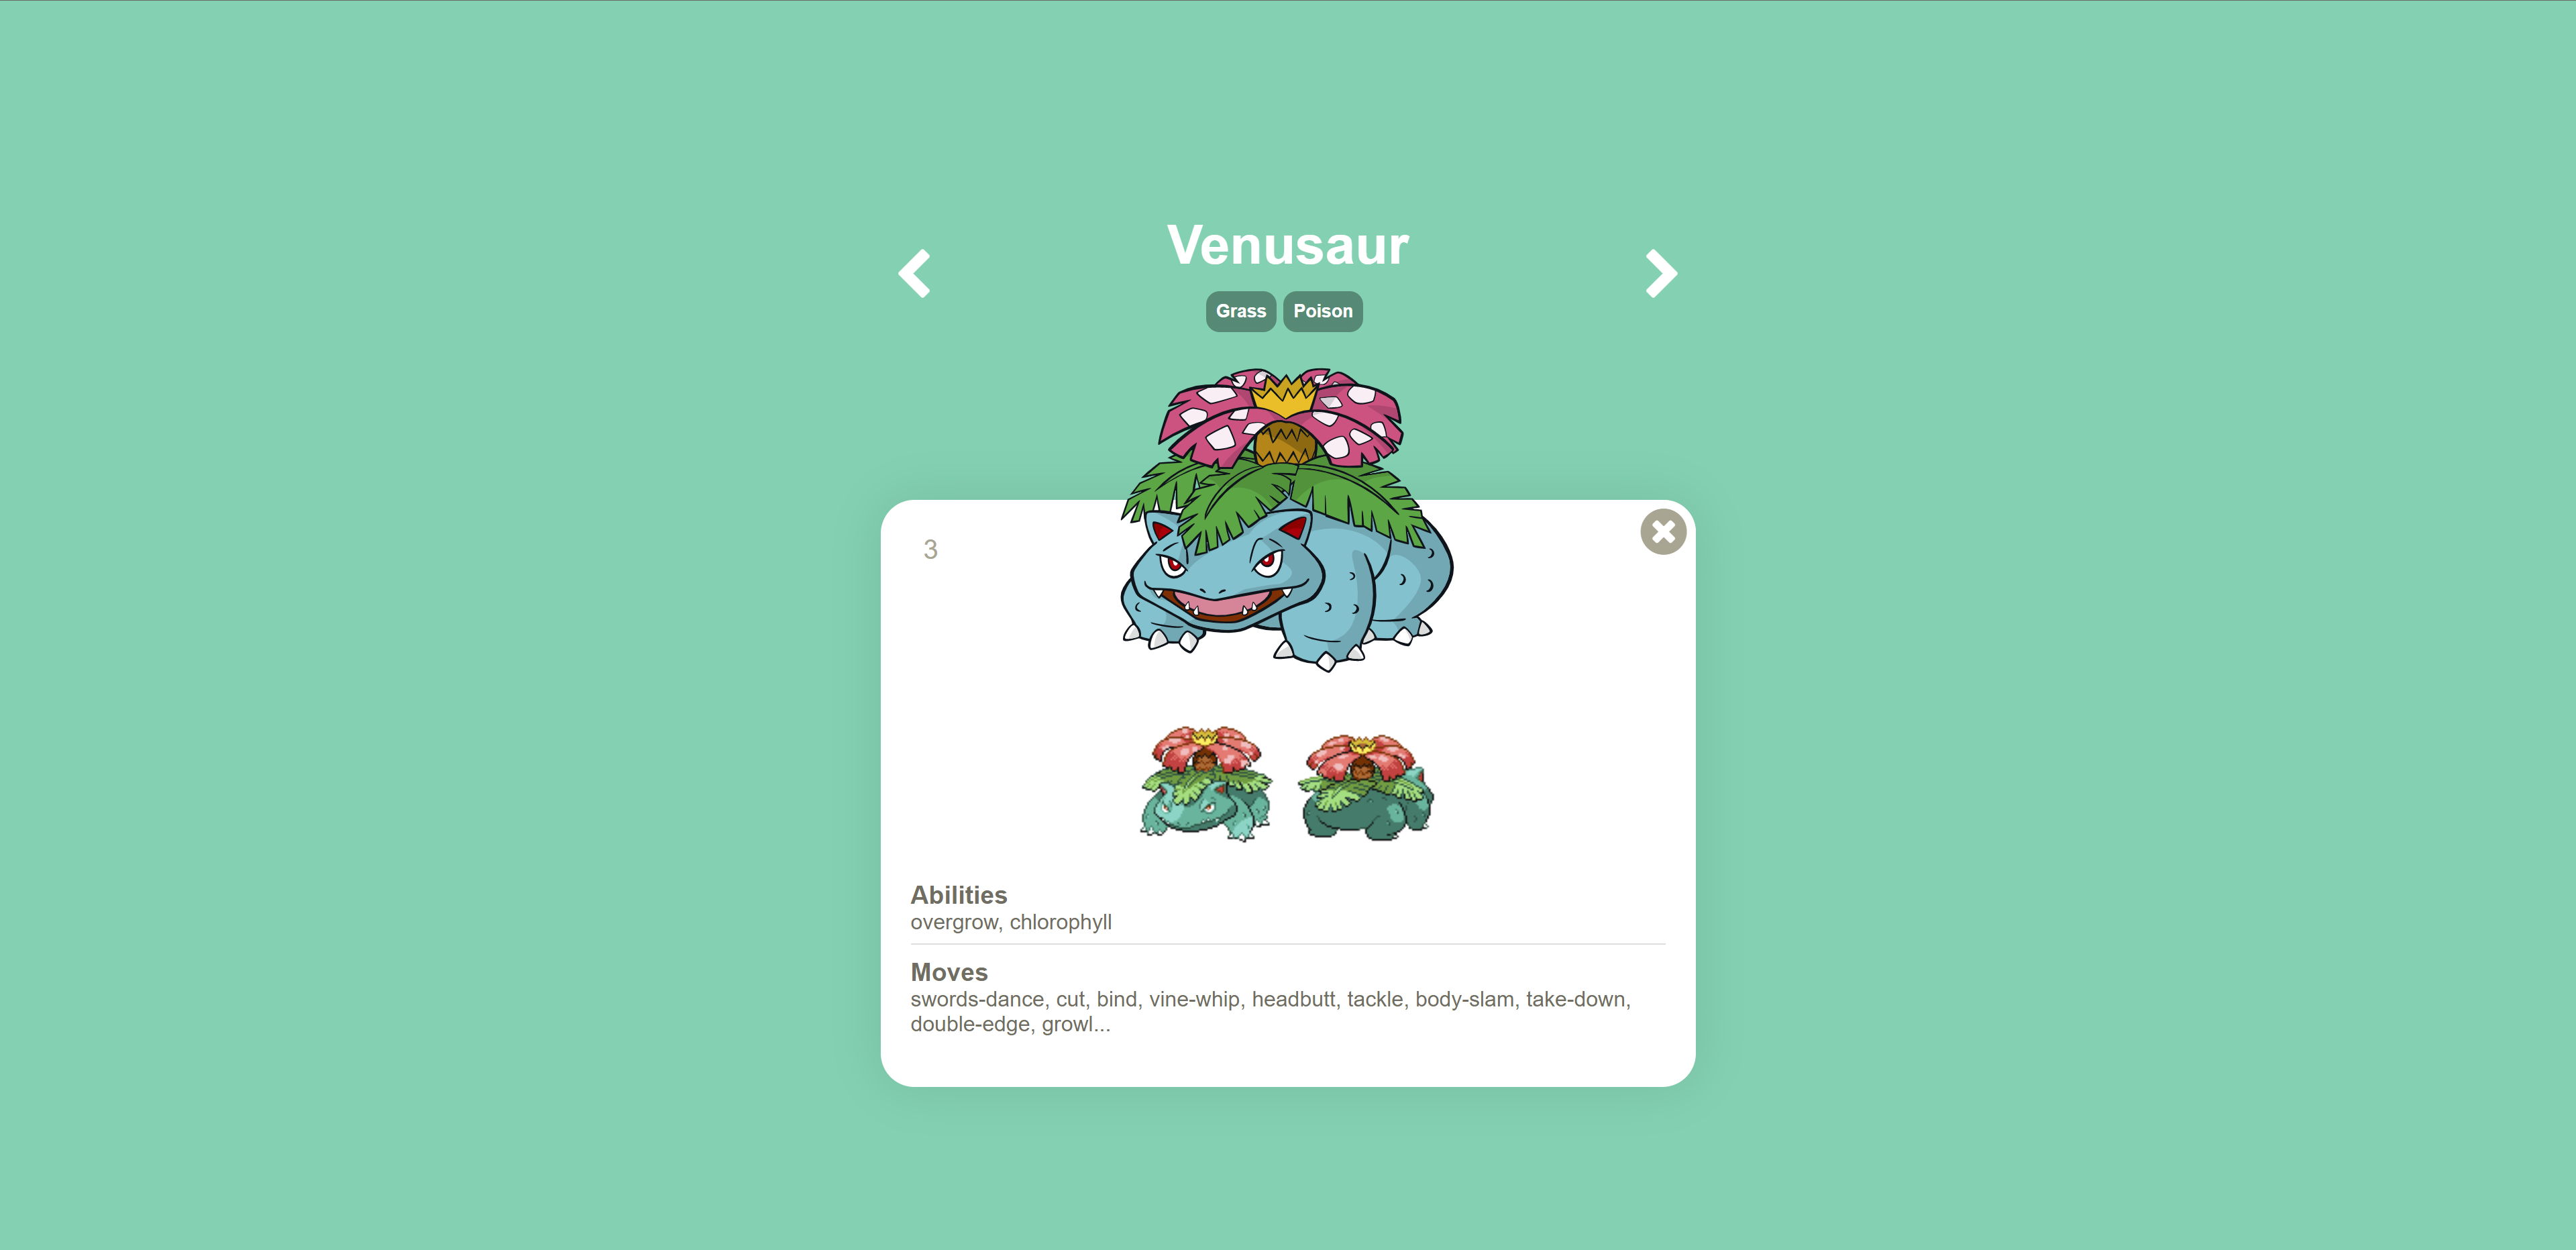 Venusaur
Grass Poison
3
Abilities
overgrow, chlorophyll
Moves
swords-dance, cut, bind, vine-whip, headbutt, tackle, body-slam, take-down,
double-edge, growl...